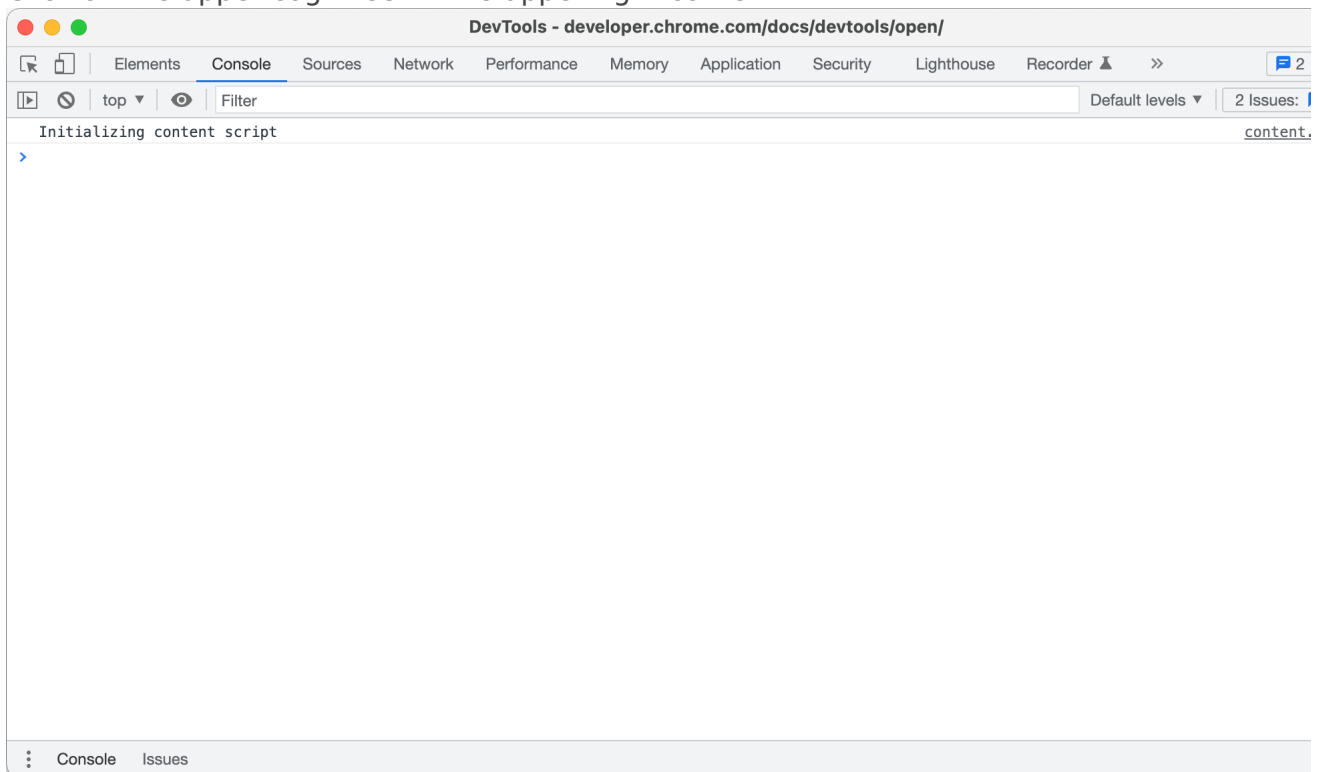 DevTools - developer.chrome.com/docs/devtools/open/
Elements Console Sources Network Performance Memory Application Security Lighthouse Recorder » 2
top ▼ Filter Default levels ▼ 2 Issues:
Initializing content script content.
>
Console Issues